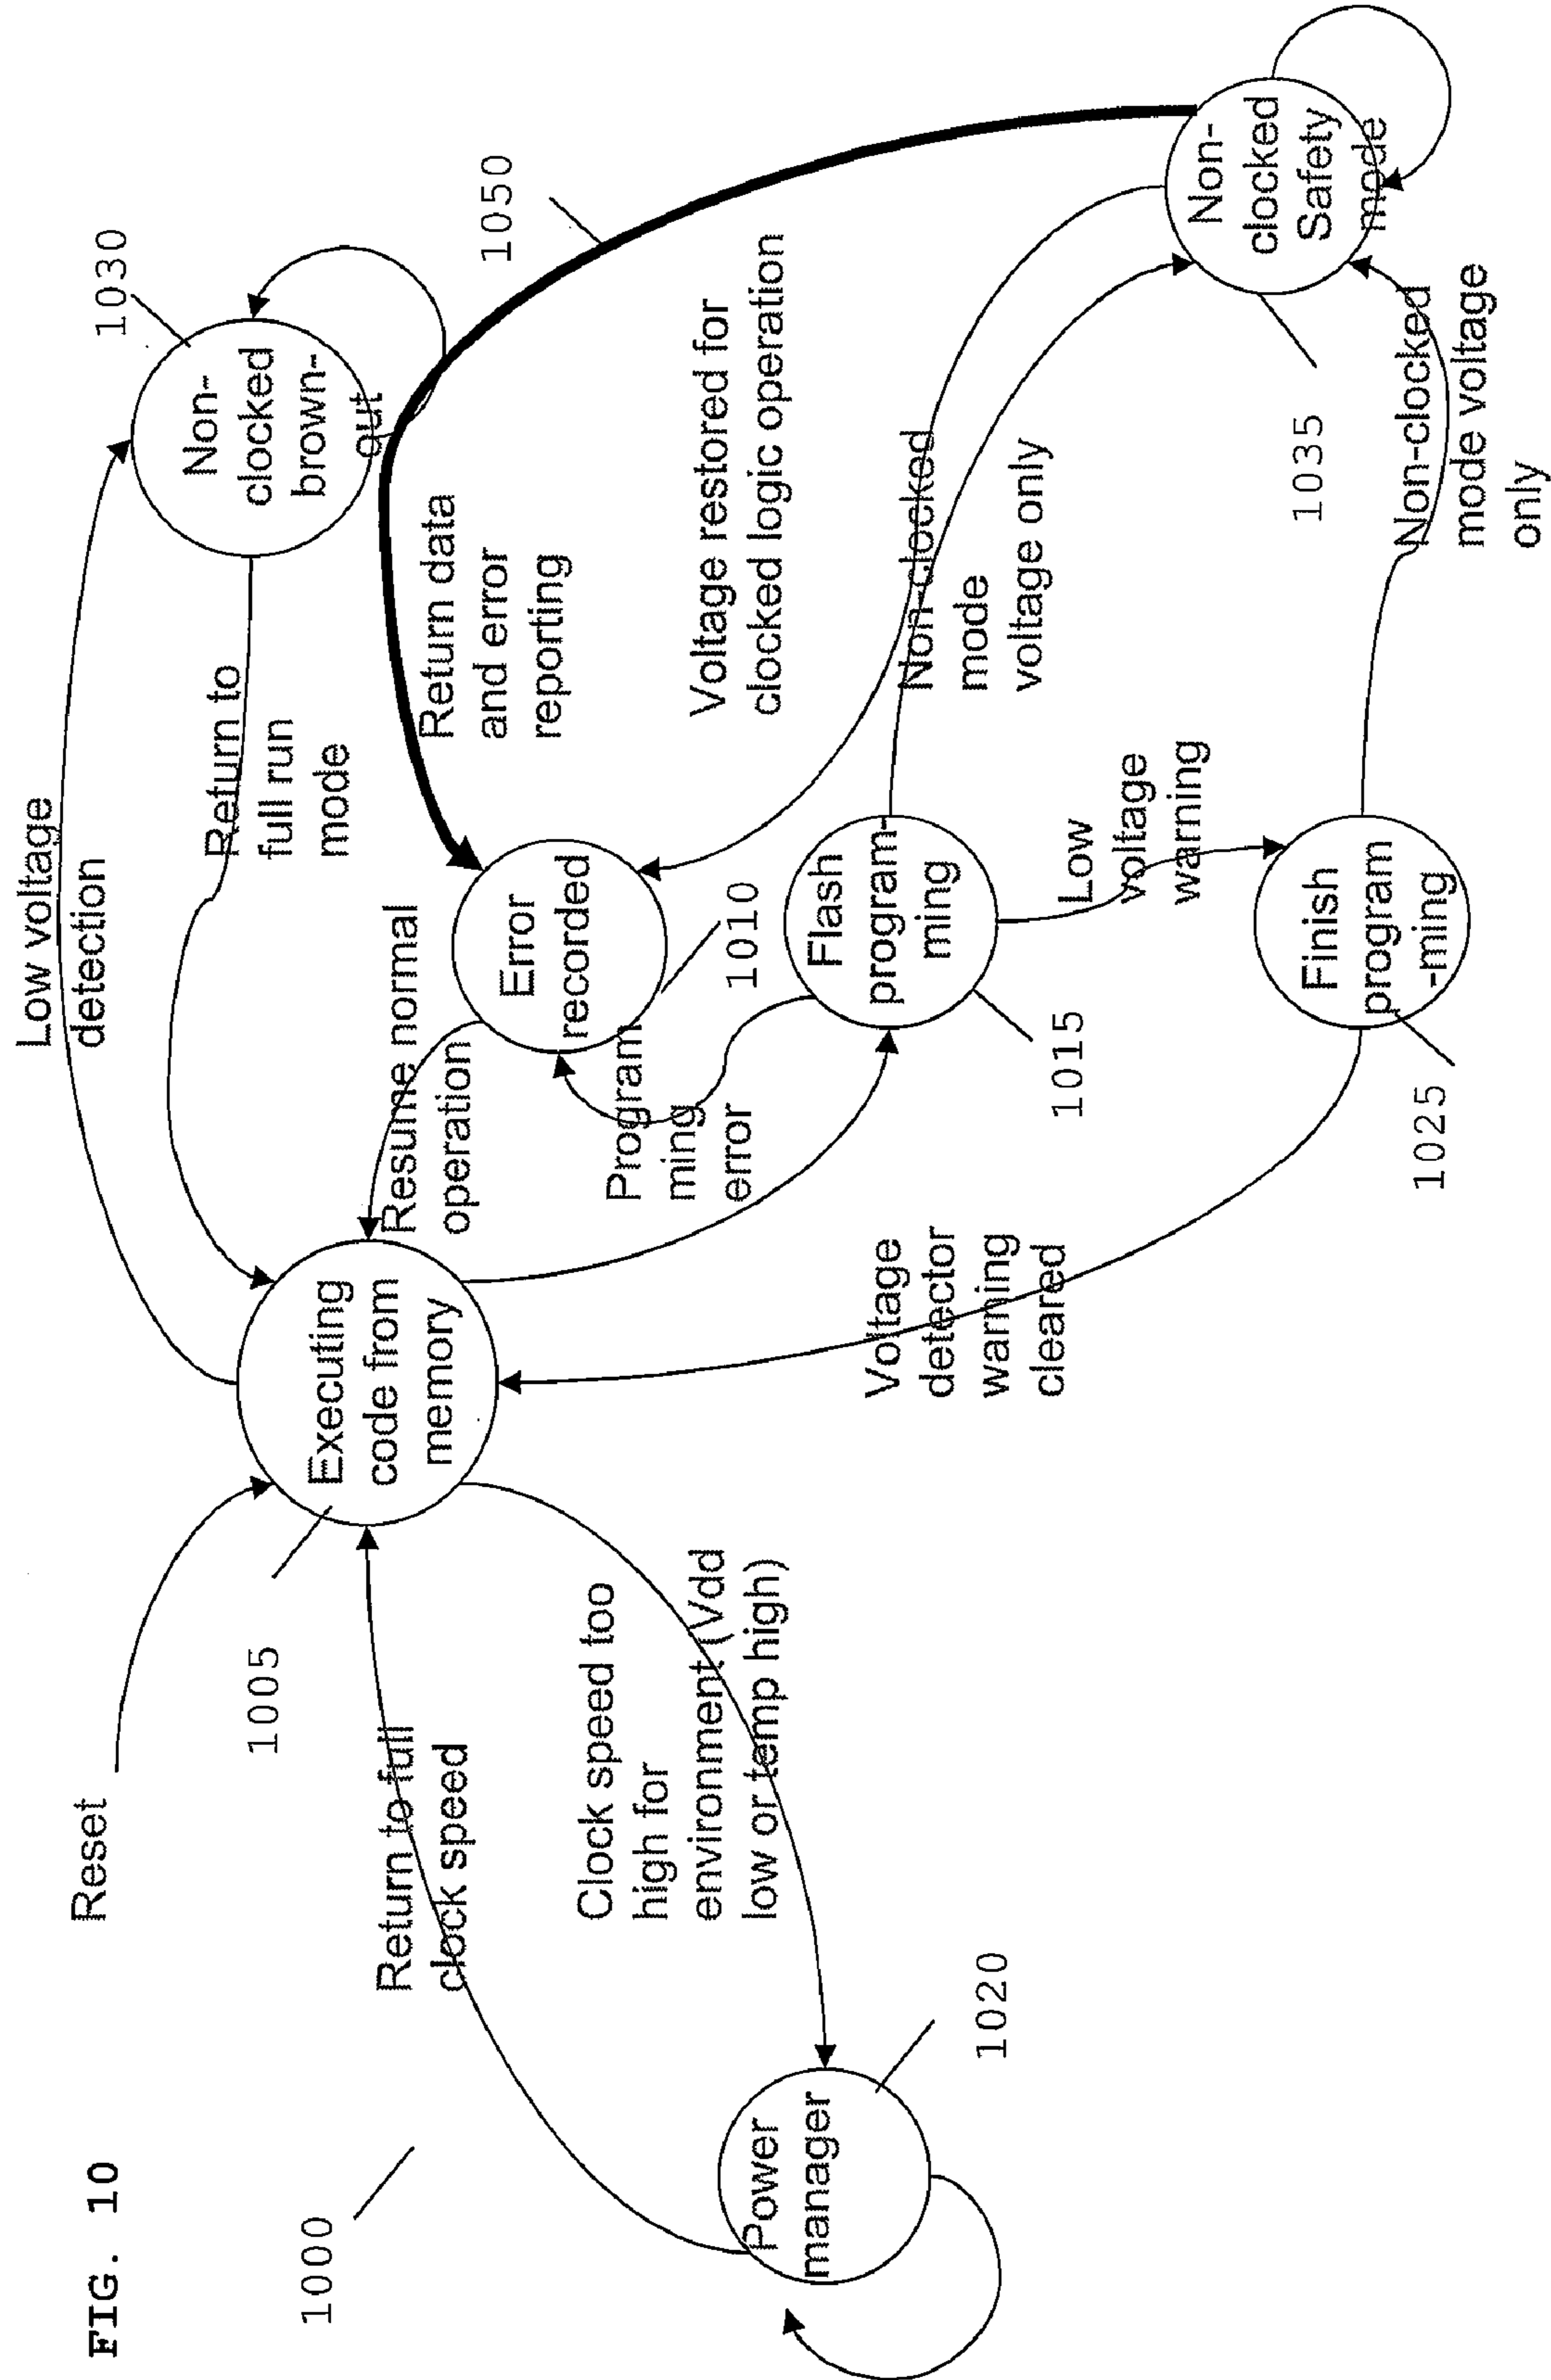 FIG. 10
1000
Reset
1005
Low voltage
detection
1030
Non-
clocked
brown-
out
Return to
full run
mode
1050
Return data
and error
reporting
Executing
code from
memory
Resume normal
operation
Error
recorded
1010
Voltage restored for
clocked logic operation
Return to full
clock speed
Clock speed too
high for
environment (Vdd
low or temp high)
Program
ming
error
Flash
program-
ming
1015
Non-clocked
mode
voltage only
Non-
clocked
Safety
mode
1035
Power
manager
1020
Voltage
detector
warning
cleared
Low
voltage
warning
Finish
program
-ming
1025
Non-clocked
mode voltage
only